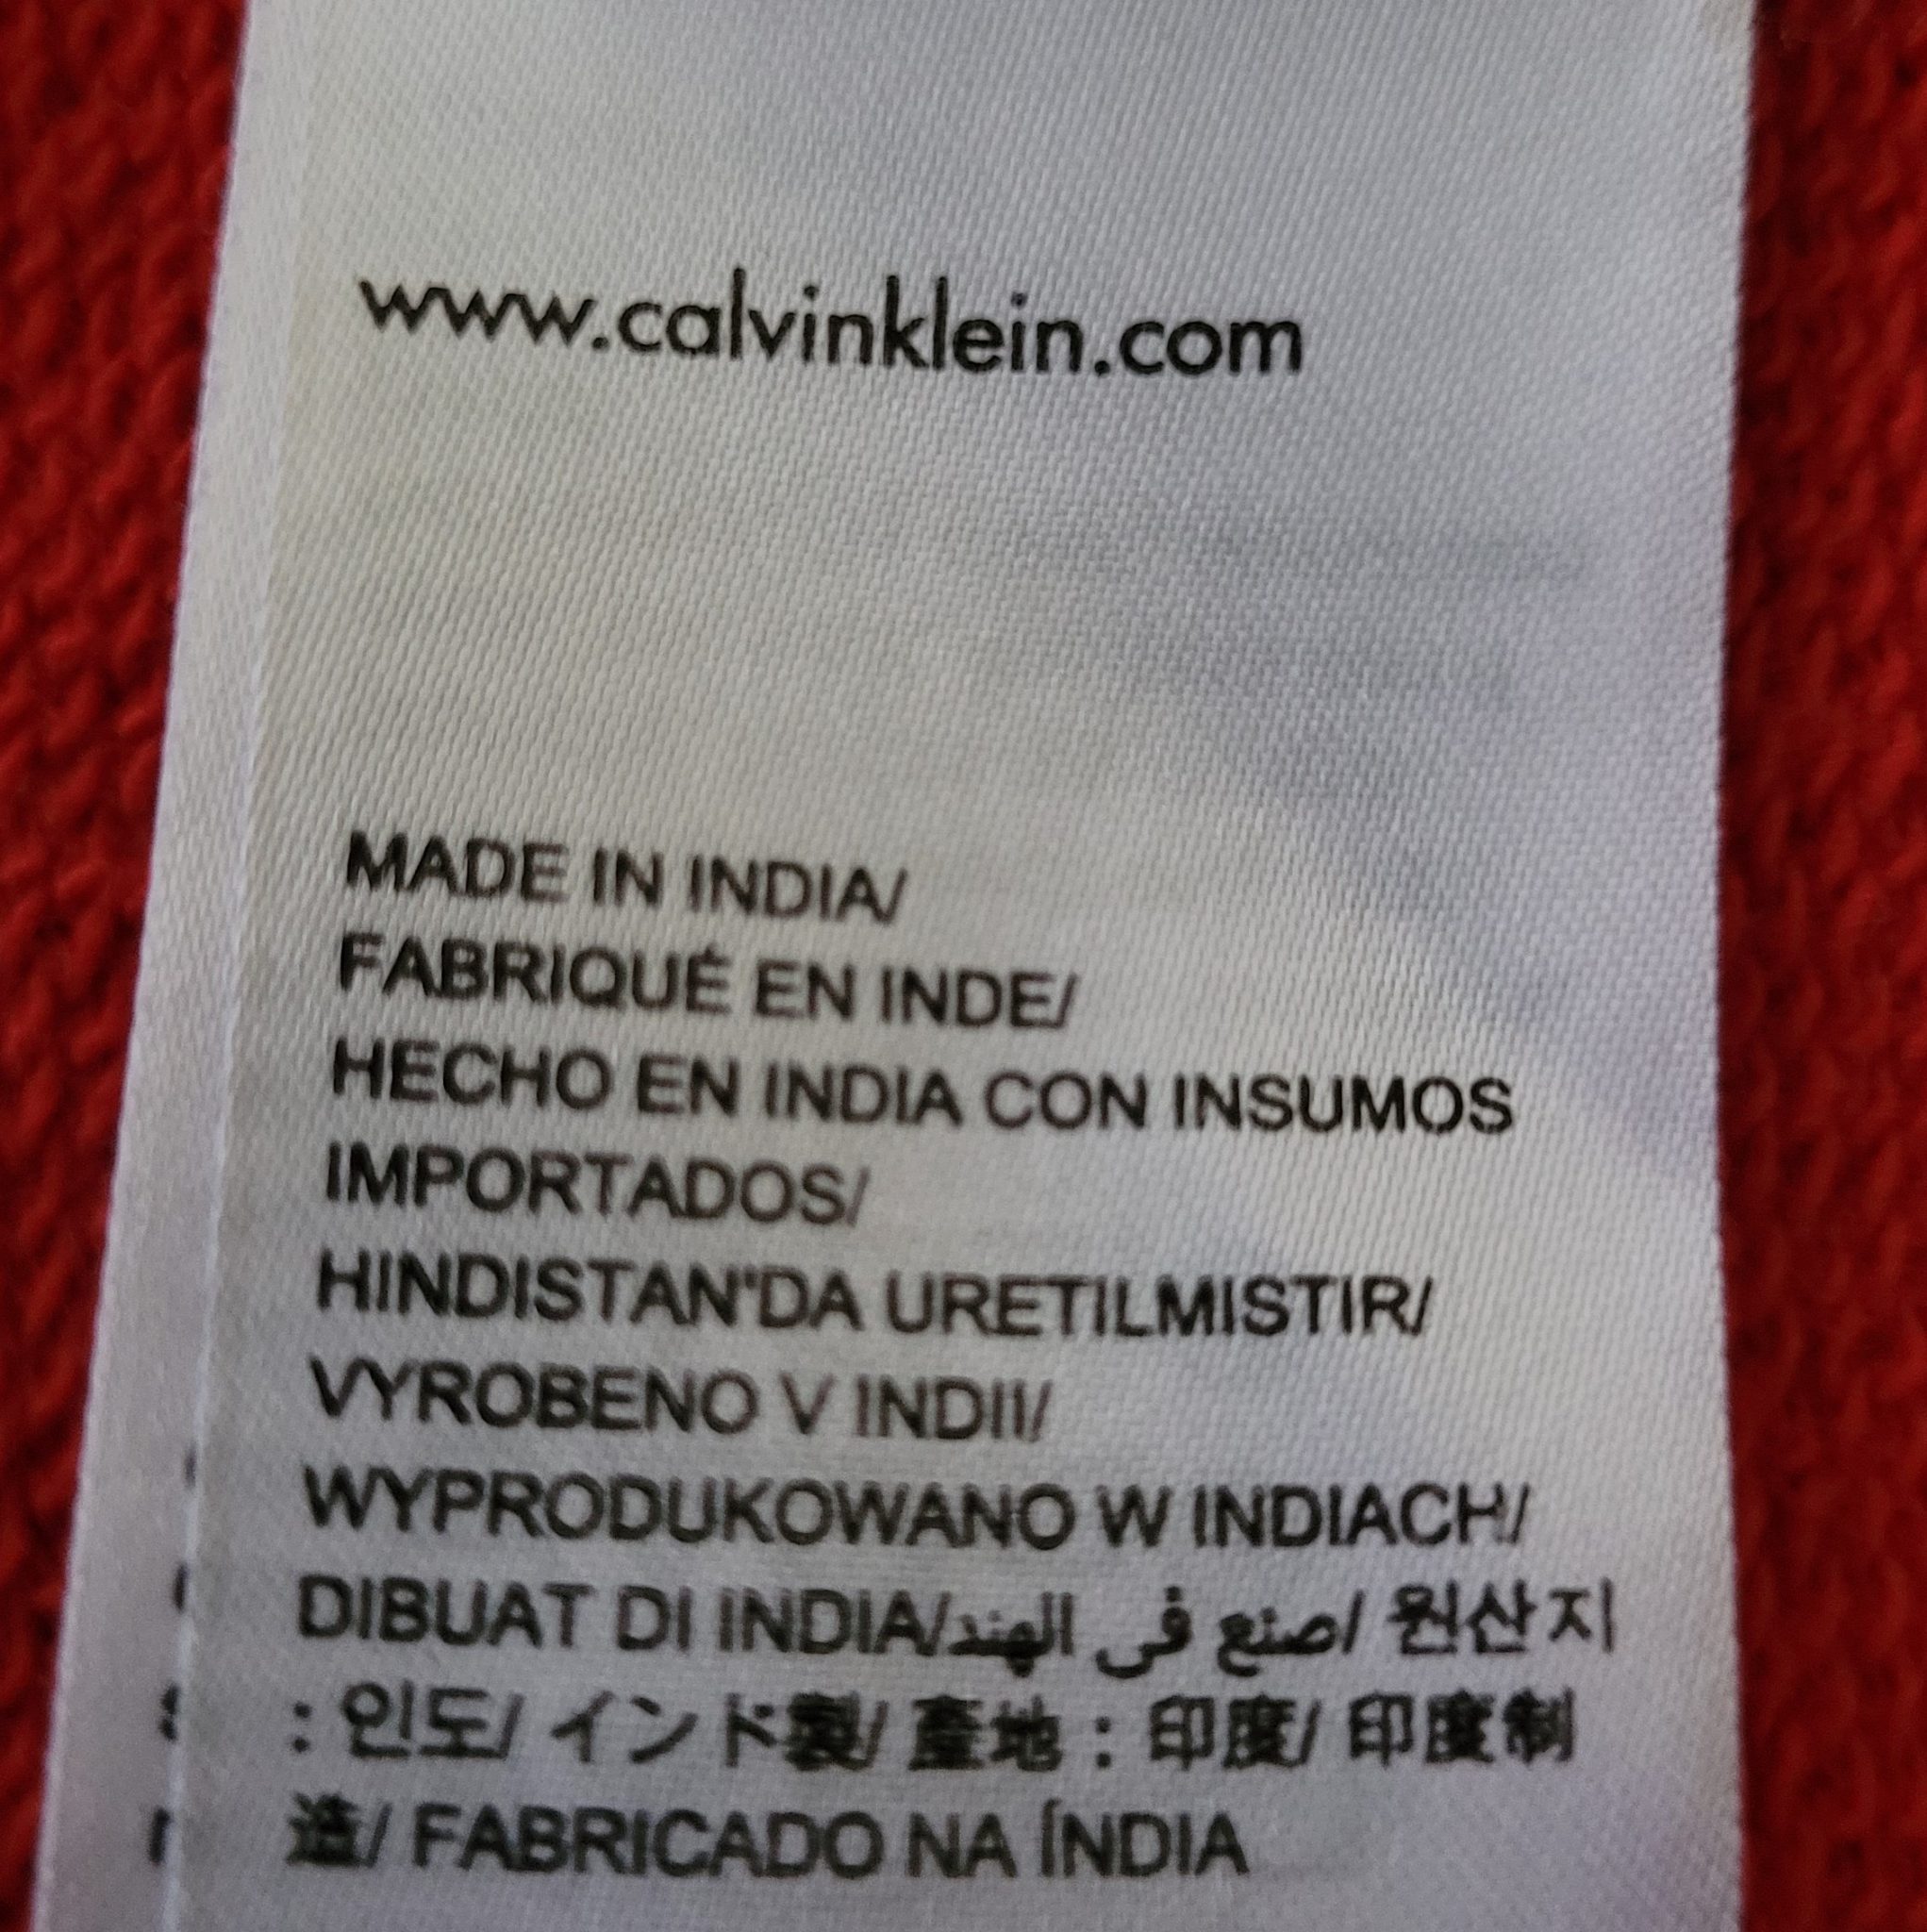 www.calvinklein.com
MADE IN INDIA/
FABRIQUÉ EN INDE/
HECHO EN INDIA CON INSUMOS
IMPORTADOS/
HINDISTAN'DA URETILMISTIR/
VYROBENO V INDII/
WYPRODUKOWANO W INDIACH/
DIBUAT DI INDIA/صنع في الهند/ 원산지
: 인도/ インド製/ 產地 : 印度/ 印度制
造/ FABRICADO NA ÍNDIA